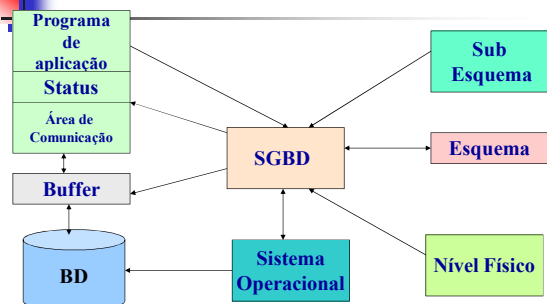 Programa
de
aplicação
Status
Área de
Comunicação
Buffer
BD
SGBD
Sistema
Operacional
Sub
Esquema
Esquema
Nível Físico